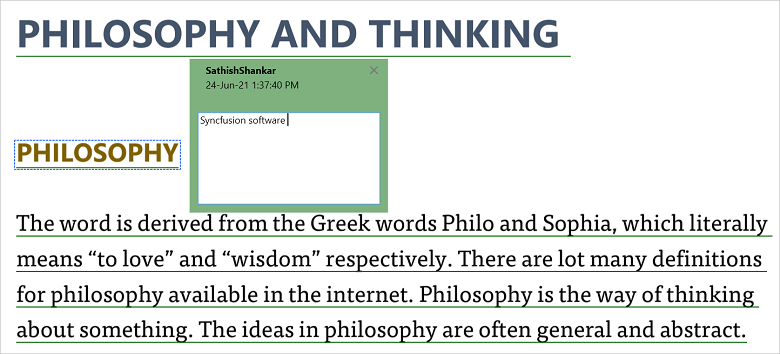 PHILOSOPHY AND THINKING
SathishShankar
24-Jun-21 1:37:40 PM
Syncfusion software
PHILOSOPHY
The word is derived from the Greek words Philo and Sophia, which literally
means “to love” and “wisdom” respectively. There are lot many definitions
for philosophy available in the internet. Philosophy is the way of thinking
about something. The ideas in philosophy are often general and abstract.